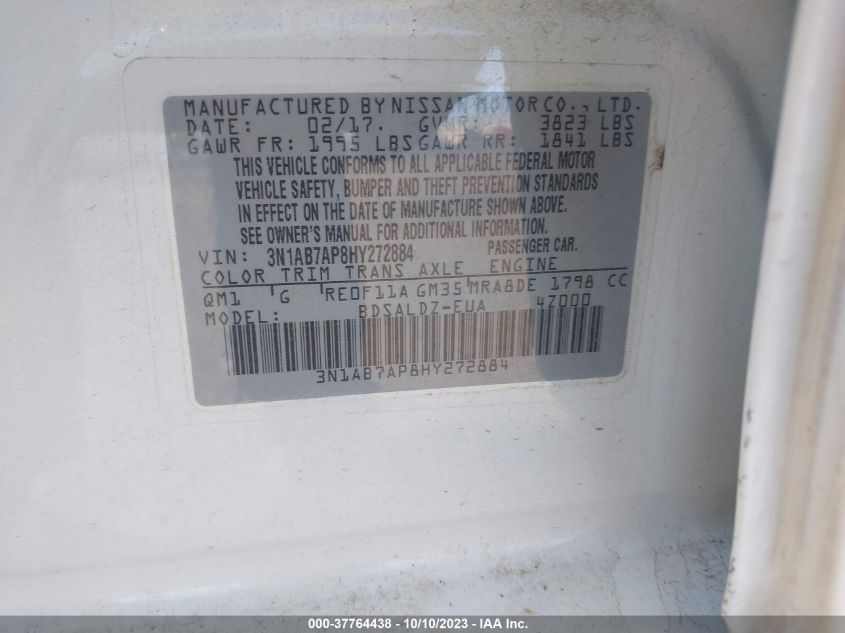 MANUFACTURED BY NISSAN MOTOR CO., LTD.
DATE: 02/17. GVWR: 3823 LBS
GAWR FR: 1995 LBS GAWR RR: 1841 LBS
THIS VEHICLE CONFORMS TO ALL APPLICABLE FEDERAL MOTOR
VEHICLE SAFETY, BUMPER AND THEFT PREVENTION STANDARDS
IN EFFECT ON THE DATE OF MANUFACTURE SHOWN ABOVE.
SEE OWNER'S MANUAL FOR ADDITIONAL INFORMATION.
VIN: 3N1AB7AP8HY272884 PASSENGER CAR.
COLOR TRIM TRANS AXLE ENGINE
QM1 G RE0F11A GM35 MRA8DE 1798 CC
MODEL: BDSALDZ-EUA 4Z000
3N1AB7AP8HY272884
000-37764438 - 10/10/2023 - IAA Inc.